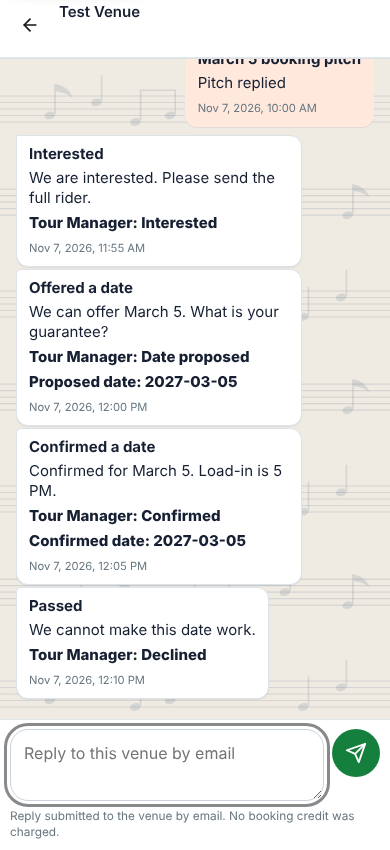 Test Venue
March 5 booking pitch
Pitch replied
Nov 7, 2026, 10:00 AM
Interested
We are interested. Please send the
full rider.
Tour Manager: Interested
Nov 7, 2026, 11:55 AM
Offered a date
We can offer March 5. What is your
guarantee?
Tour Manager: Date proposed
Proposed date: 2027-03-05
Nov 7, 2026, 12:00 PM
Confirmed a date
Confirmed for March 5. Load-in is 5
PM.
Tour Manager: Confirmed
Confirmed date: 2027-03-05
Nov 7, 2026, 12:05 PM
Passed
We cannot make this date work.
Tour Manager: Declined
Nov 7, 2026, 12:10 PM
Reply to this venue by email
Reply submitted to the venue by email. No booking credit was
charged.